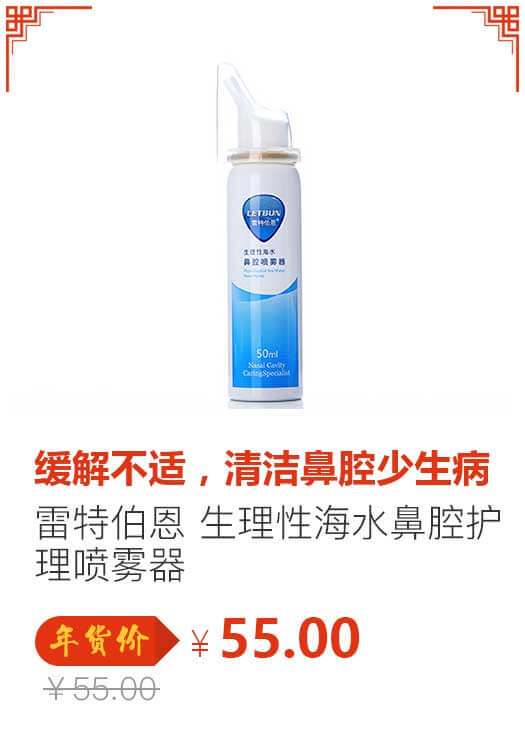 LETBUN
雷特伯恩
生理性海水
鼻腔喷雾器
50ml
Nasal Cavity
CaringSpecialist
缓解不适，清洁鼻腔少生病
雷特伯恩 生理性海水鼻腔护
理喷雾器
年货价 ￥55.00
￥55.00